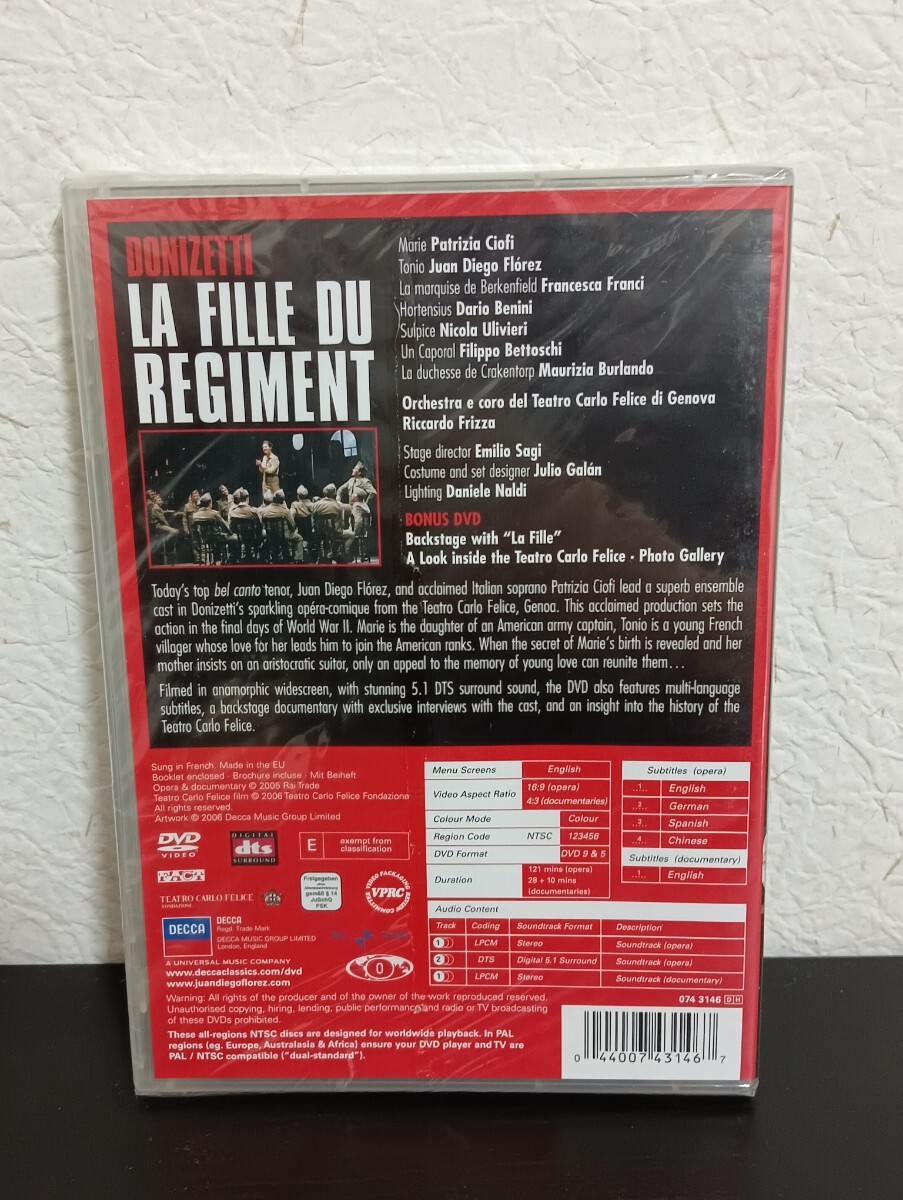 DONIZETTI
LA FILLE DU
REGIMENT
Marie Patrizia Ciofi
Tonio Juan Diego Flórez
La marquise de Berkenfield Francesca Franci
Hortensius Dario Benini
Sulpice Nicola Ulivieri
Un Caporal Filippo Bettoschi
La duchesse de Crakentorp Maurizia Burlando
Orchestra e coro del Teatro Carlo Felice di Genova
Riccardo Frizza
Stage director Emilio Sagi
Costume and set designer Julio Galán
Lighting Daniele Naldi
BONUS DVD
Backstage with "La Fille"
A Look inside the Teatro Carlo Felice · Photo Gallery
Today's top bel canto tenor, Juan Diego Flórez, and acclaimed Italian soprano Patrizia Ciofi lead a superb ensemble
cast in Donizetti's sparkling opéra-comique from the Teatro Carlo Felice, Genoa. This acclaimed production sets the
action in the final days of World War II. Marie is the daughter of an American army captain, Tonio is a young French
villager whose love for her leads him to join the American ranks. When the secret of Marie's birth is revealed and her
mother insists on an aristocratic suitor, only an appeal to the memory of young love can reunite them...
Filmed in anamorphic widescreen, with stunning 5.1 DTS surround sound, the DVD also features multi-language
subtitles, a backstage documentary with exclusive interviews with the cast, and an insight into the history of the
Teatro Carlo Felice.
Sung in French. Made in the EU
Booklet enclosed · Brochure incluse · Mit Beiheft
Opera & documentary © 2005 Rai Trade
Teatro Carlo Felice film © 2006 Teatro Carlo Felice Fondazione
All rights reserved.
Artwork © 2006 Decca Music Group Limited
DVD
VIDEO
DIGITAL
dts
SURROUND
E exempt from
classification
FACT
TEATRO CARLO FELICE
FONDAZIONE
Freigegeben
ohne
Altersbeschränkung
gemäß § 14
JuSchG
FSK
VIDEO PACKAGING
REVIEW COMMITTEE
VPRC
DECCA
DECCA
Regd. Trade Mark
DECCA MUSIC GROUP LIMITED
London, England
A UNIVERSAL MUSIC COMPANY
www.deccaclassics.com/dvd
www.juandiegoflorez.com
0 2
Menu Screens English
Video Aspect Ratio 16:9 (opera)
4:3 (documentaries)
Colour Mode Colour
Region Code NTSC 123456
DVD Format DVD 9 & 5
Duration 121 mins (opera)
28 + 10 mins
(documentaries)
Subtitles (opera)
1 English
2 German
3 Spanish
4 Chinese
Subtitles (documentary)
1 English
Audio Content
Track Coding Soundtrack Format Description
1 LPCM Stereo Soundtrack (opera)
2 DTS Digital 5.1 Surround Soundtrack (opera)
1 LPCM Stereo Soundtrack (documentary)
074 3146 D H
Warning: All rights of the producer and of the owner of the work reproduced reserved.
Unauthorised copying, hiring, lending, public performance and radio or TV broadcasting
of these DVDs prohibited.
These all-regions NTSC discs are designed for worldwide playback. In PAL
regions (eg. Europe, Australasia & Africa) ensure your DVD player and TV are
PAL / NTSC compatible ("dual-standard").
0 44007 43146 7